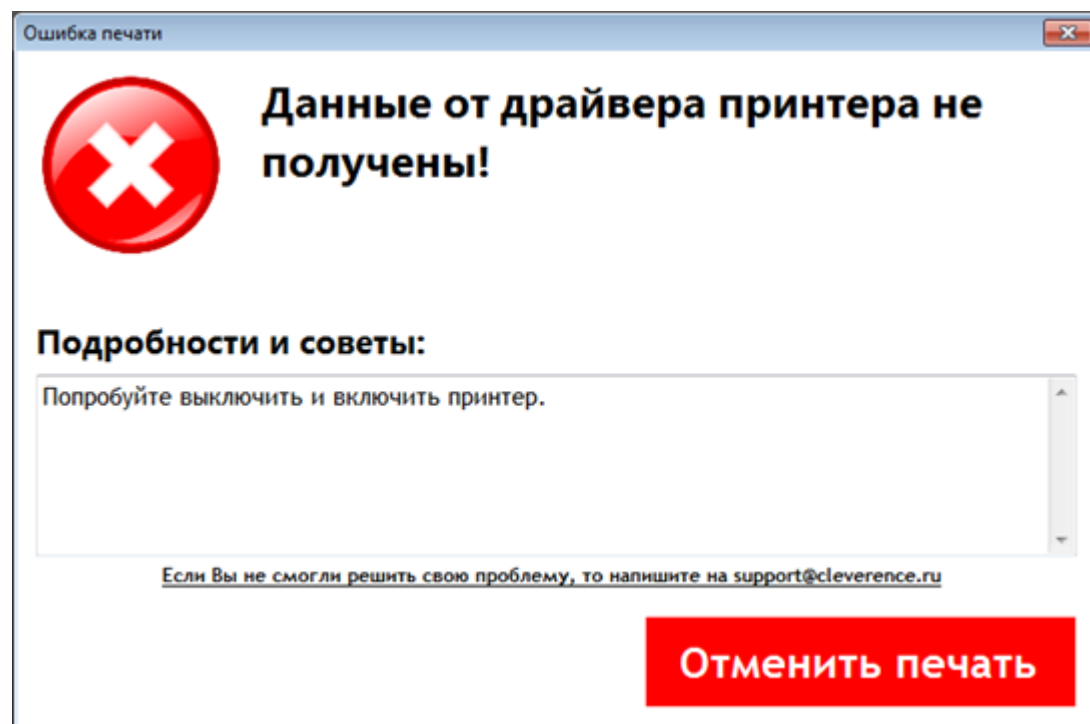 Ошибка печати
Данные от драйвера принтера не
получены!
Подробности и советы:
Попробуйте выключить и включить принтер.
Если Вы не смогли решить свою проблему, то напишите на support@cleverence.ru
Отменить печать